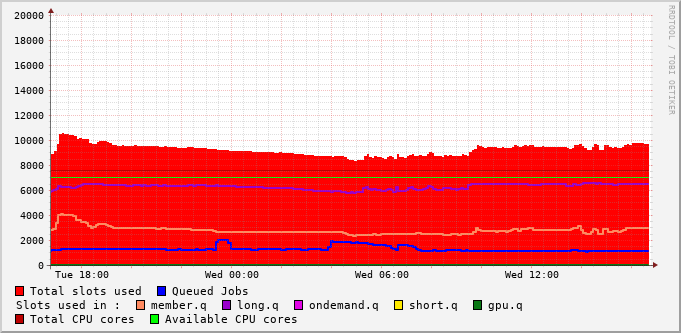 RRDTOOL / TOBI OETIKER
20000
18000
16000
14000
12000
10000
8000
6000
4000
2000
0
Tue 18:00 Wed 00:00 Wed 06:00 Wed 12:00
Total slots used Queued Jobs
Slots used in : member.q long.q ondemand.q short.q gpu.q
Total CPU cores Available CPU cores